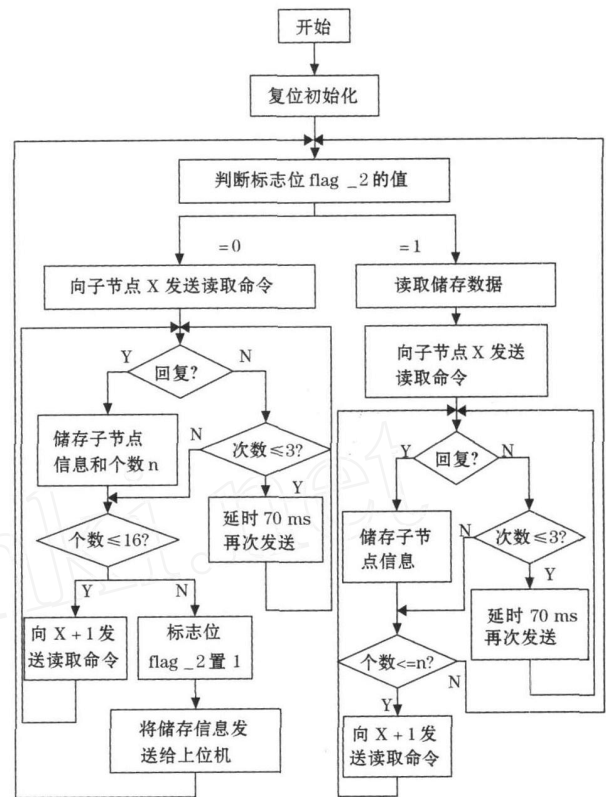 开始
复位初始化
判断标志位 flag _2 的值
=0
=1
向子节点 X 发送读取命令
读取储存数据
向子节点 X 发送
读取命令
Y
回复?
N
储存子节点
信息和个数 n
N
次数≤3?
Y
延时 70 ms
再次发送
个数≤16?
Y
N
向 X + 1 发
送读取命令
标志位
flag _2 置 1
将储存信息发
送给上位机
Y
回复?
N
储存子节
点信息
N
次数≤3?
Y
延时 70 ms
再次发送
个数<=n?
N
Y
向 X + 1 发
送读取命令
nki.net